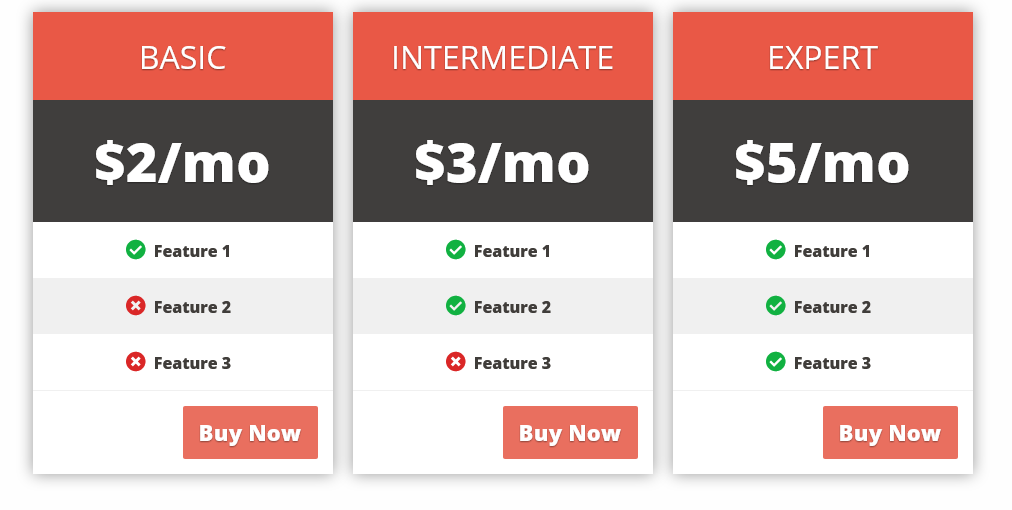 BASIC
$2/mo
Feature 1
Feature 2
Feature 3
Buy Now
INTERMEDIATE
$3/mo
Feature 1
Feature 2
Feature 3
Buy Now
EXPERT
$5/mo
Feature 1
Feature 2
Feature 3
Buy Now